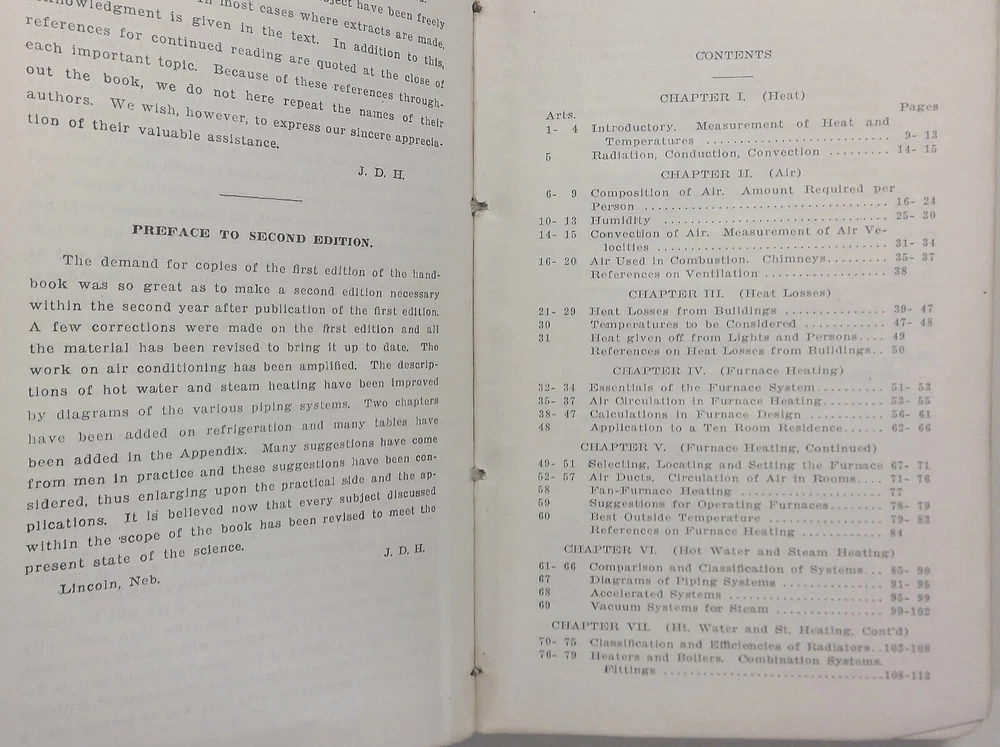 ject have been freely
In most cases where extracts are made,
knowledgment is given in the text. In addition to this,
references for continued reading are quoted at the close of
each important topic. Because of these references through-
out the book, we do not here repeat the names of their
authors. We wish, however, to express our sincere apprecia-
tion of their valuable assistance.
J. D. H.
PREFACE TO SECOND EDITION.
The demand for copies of the first edition of the hand-
book was so great as to make a second edition necessary
within the second year after publication of the first edition.
A few corrections were made on the first edition and all
the material has been revised to bring it up to date. The
work on air conditioning has been amplified. The descrip-
tions of hot water and steam heating have been improved
by diagrams of the various piping systems. Two chapters
have been added on refrigeration and many tables have
been added in the Appendix. Many suggestions have come
from men in practice and these suggestions have been con-
sidered, thus enlarging upon the practical side and the ap-
plications. It is believed now that every subject discussed
within the scope of the book has been revised to meet the
present state of the science.
J. D. H.
Lincoln, Neb.
CONTENTS
CHAPTER I. (Heat)
Arts. Pages
1- 4 Introductory. Measurement of Heat and
Temperatures .......................... 9- 13
5 Radiation, Conduction, Convection ......... 14- 15
CHAPTER II. (Air)
6- 9 Composition of Air. Amount Required per
Person .................................... 16- 24
10- 13 Humidity ................................ 25- 30
14- 15 Convection of Air. Measurement of Air Ve-
locities ................................. 31- 34
16- 20 Air Used in Combustion. Chimneys......... 35- 37
References on Ventilation ................. 38
CHAPTER III. (Heat Losses)
21- 29 Heat Losses from Buildings ............... 39- 47
30 Temperatures to be Considered ............ 47- 48
31 Heat given off from Lights and Persons.... 49
References on Heat Losses from Buildings.. 50
CHAPTER IV. (Furnace Heating)
32- 34 Essentials of the Furnace System.......... 51- 53
35- 37 Air Circulation in Furnace Heating......... 53- 55
38- 47 Calculations in Furnace Design ........... 56- 61
48 Application to a Ten Room Residence...... 62- 66
CHAPTER V. (Furnace Heating, Continued)
49- 51 Selecting, Locating and Setting the Furnace 67- 71
52- 57 Air Ducts. Circulation of Air in Rooms.... 71- 76
58 Fan-Furnace Heating ..................... 77
59 Suggestions for Operating Furnaces........ 78- 79
60 Best Outside Temperature ................. 79- 83
References on Furnace Heating ............ 84
CHAPTER VI. (Hot Water and Steam Heating)
61- 66 Comparison and Classification of Systems... 85- 90
67 Diagrams of Piping Systems .............. 91- 95
68 Accelerated Systems ...................... 95- 99
69 Vacuum Systems for Steam ............... 99-102
CHAPTER VII. (Ht. Water and St. Heating, Cont'd)
70- 75 Classification and Efficiencies of Radiators..103-108
76- 79 Heaters and Boilers. Combination Systems.
Fittings .................................108-113